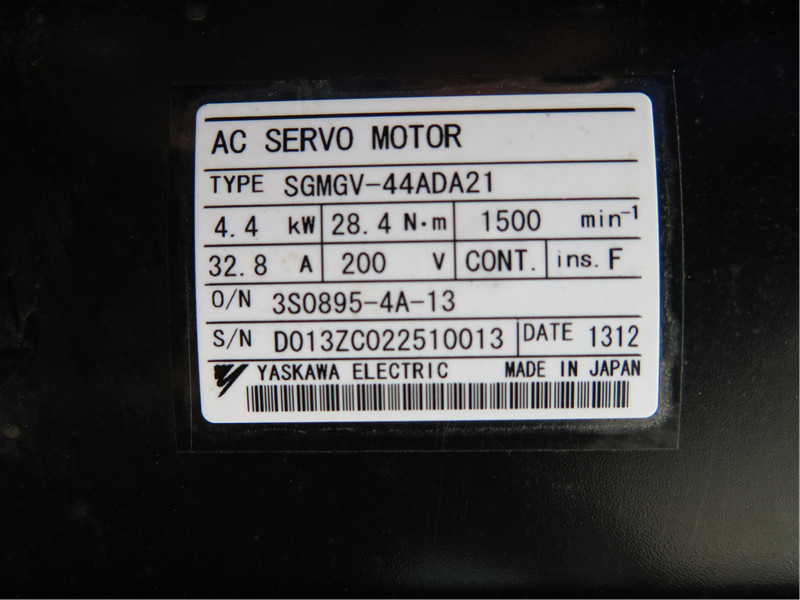 AC SERVO MOTOR
TYPE SGMGV-44ADA21
4.4 kW 28.4 N·m 1500 min-1
32.8 A 200 V CONT. ins. F
O/N 3S0895-4A-13
S/N D013ZC022510013 DATE 1312
YASKAWA ELECTRIC MADE IN JAPAN